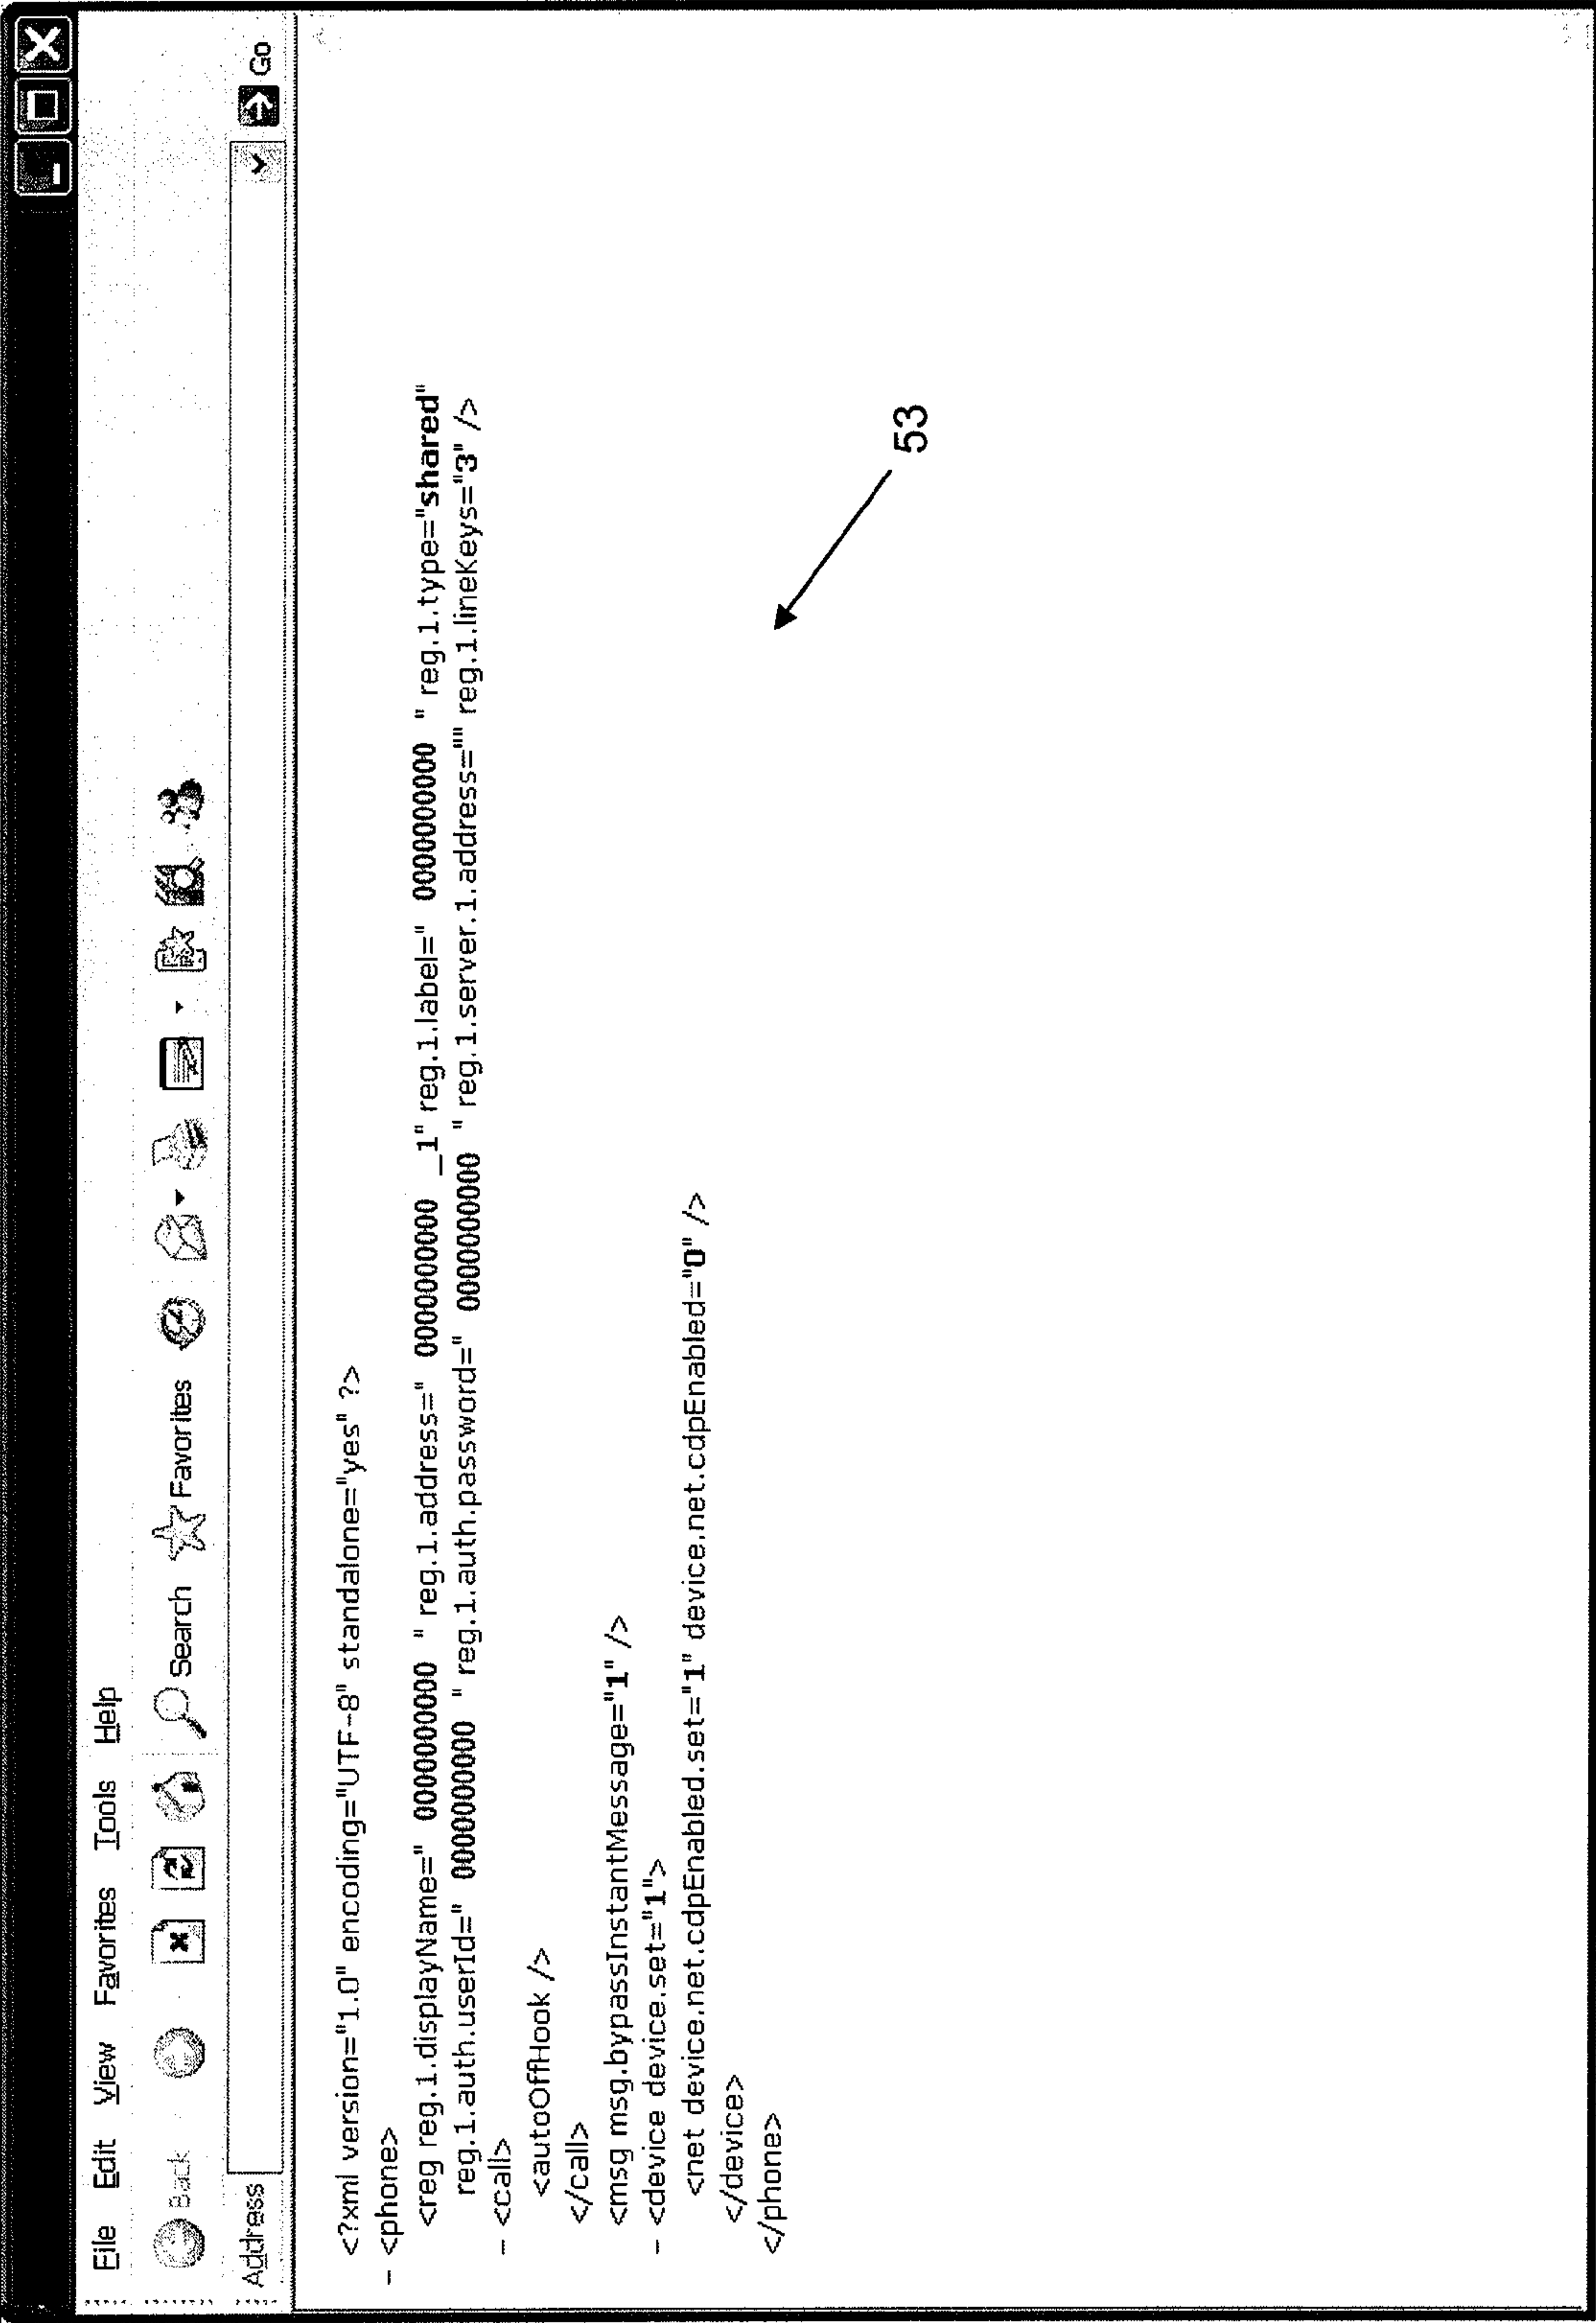 File Edit View Favorites Tools Help
Back Search Favorites
Address Go
<?xml version="1.0" encoding="UTF-8" standalone="yes" ?>
- <phone>
<reg reg.1.displayName=" 0000000000 " reg.1.address=" 0000000000 _1" reg.1.label=" 0000000000 " reg.1.type="shared"
reg.1.auth.userId=" 0000000000 " reg.1.auth.password=" 0000000000 " reg.1.server.1.address="" reg.1.lineKeys="3" />
- <call>
<autoOffHook />
</call>
<msg msg.bypassInstantMessage="1" />
- <device device.set="1">
<net device.net.cdpEnabled.set="1" device.net.cdpEnabled="0" />
</device>
</phone>
53